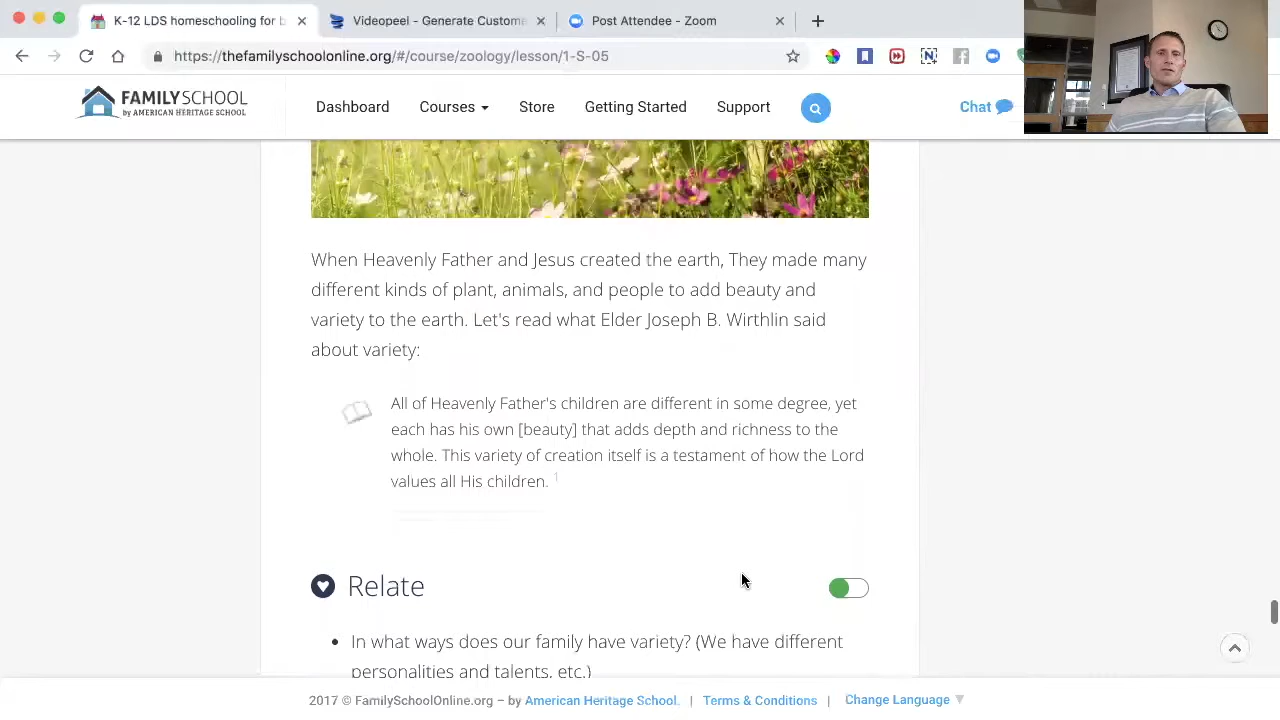 K-12 LDS homeschooling for b
Videopeel - Generate Custome
Post Attendee - Zoom
https://thefamilyschoolonline.org/#/course/zoology/lesson/1-S-05
FAMILYSCHOOL
by AMERICAN HERITAGE SCHOOL
Dashboard
Courses
Store
Getting Started
Support
Chat
When Heavenly Father and Jesus created the earth, They made many
different kinds of plant, animals, and people to add beauty and
variety to the earth. Let's read what Elder Joseph B. Wirthlin said
about variety:
All of Heavenly Father's children are different in some degree, yet
each has his own [beauty] that adds depth and richness to the
whole. This variety of creation itself is a testament of how the Lord
values all His children. 1
Relate
• In what ways does our family have variety? (We have different
personalities and talents, etc.)
2017 © FamilySchoolOnline.org – by American Heritage School. | Terms & Conditions | Change Language